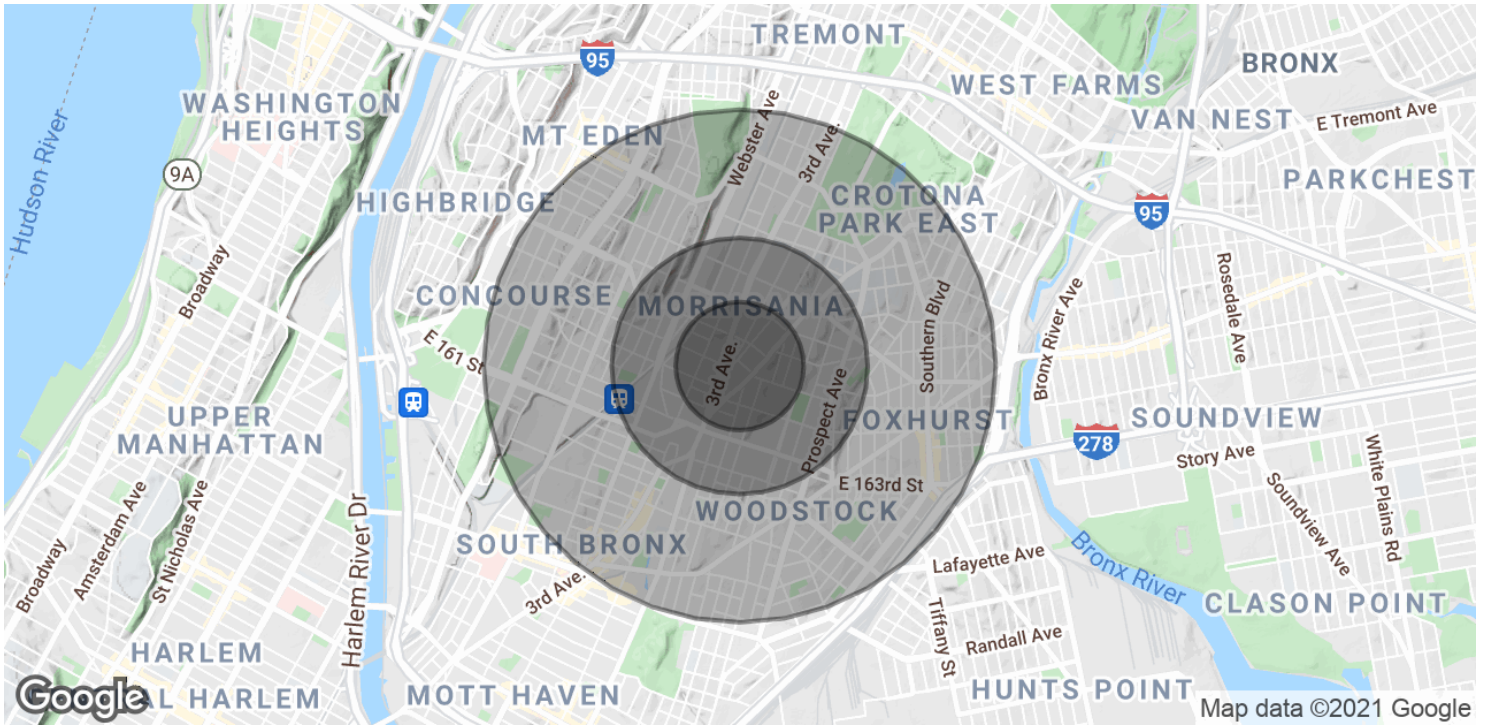 TREMONT
95
BRONX
WEST FARMS
WASHINGTON
HEIGHTS
MT EDEN
Webster Ave
3rd Ave.
VAN NEST
E Tremont Ave
Hudson River
9A
HIGHBRIDGE
CROTONA
PARK EAST
PARKCHEST
95
Broadway
CONCOURSE
MORRISANIA
Southern Blvd
Bronx River Ave
Rosedale Ave
E 161 St
3rd Ave.
Prospect Ave
UPPER
MANHATTAN
FOXHURST
278
SOUNDVIEW
Story Ave
White Plains Rd
E 163rd St
WOODSTOCK
Soundview Ave
Broadway
Amsterdam Ave
St Nicholas Ave
Harlem River Dr
SOUTH BRONX
3rd Ave.
Lafayette Ave
Bronx River
Tiffany St
CLASON POINT
Randall Ave
HARLEM
AL HARLEM
MOTT HAVEN
HUNTS POINT
Google
Map data ©2021 Google